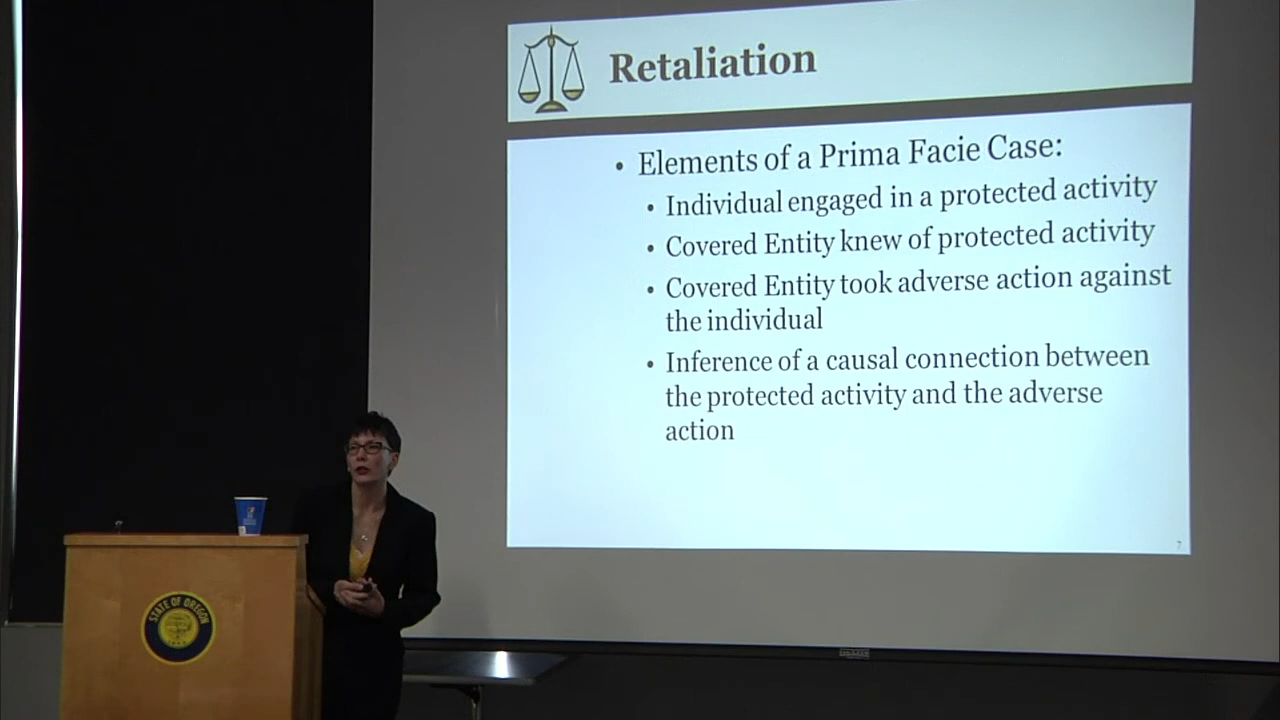 Retaliation
• Elements of a Prima Facie Case:
• Individual engaged in a protected activity
• Covered Entity knew of protected activity
• Covered Entity took adverse action against
the individual
• Inference of a causal connection between
the protected activity and the adverse
action
7
STATE OF OREGON